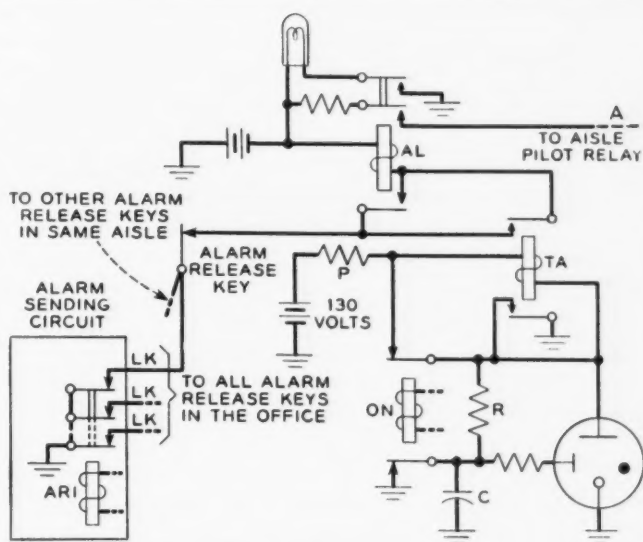 A
TO AISLE
PILOT RELAY
AL
TO OTHER ALARM
RELEASE KEYS
IN SAME AISLE
ALARM
RELEASE
KEY
P
130
VOLTS
TA
ALARM
SENDING
CIRCUIT
LK
LK
LK
TO ALL ALARM
RELEASE KEYS
IN THE OFFICE
ON
R
C
ARI